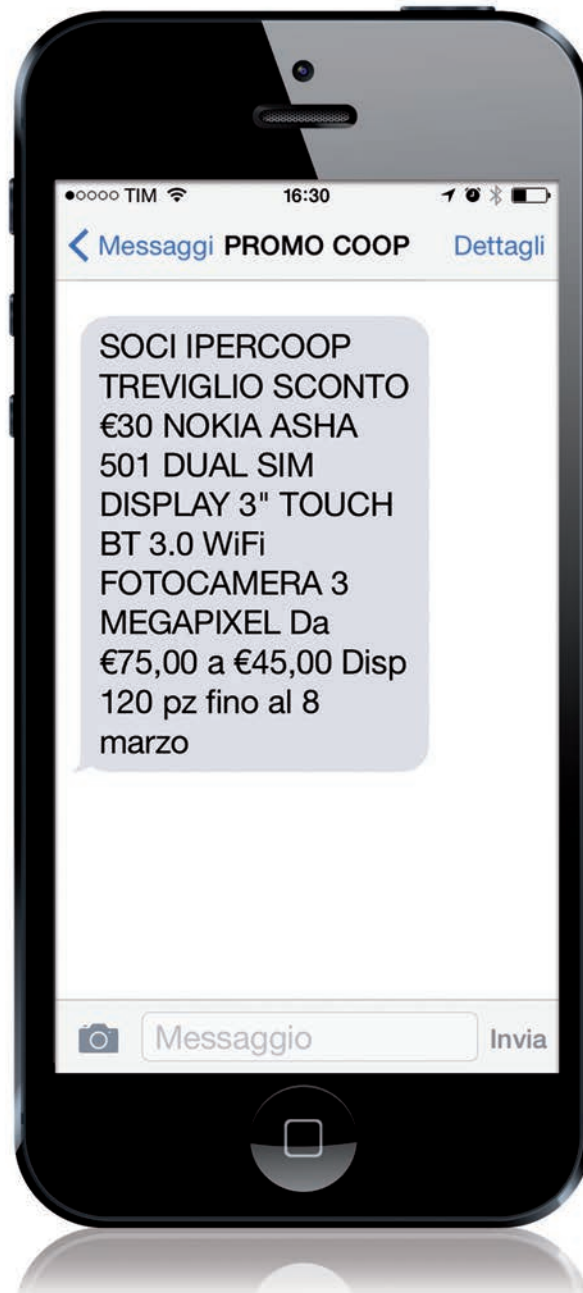 TIM 16:30
Messaggi PROMO COOP Dettagli
SOCI IPERCOOP
TREVIGLIO SCONTO
€30 NOKIA ASHA
501 DUAL SIM
DISPLAY 3" TOUCH
BT 3.0 WiFi
FOTOCAMERA 3
MEGAPIXEL Da
€75,00 a €45,00 Disp
120 pz fino al 8
marzo
Messaggio Invia